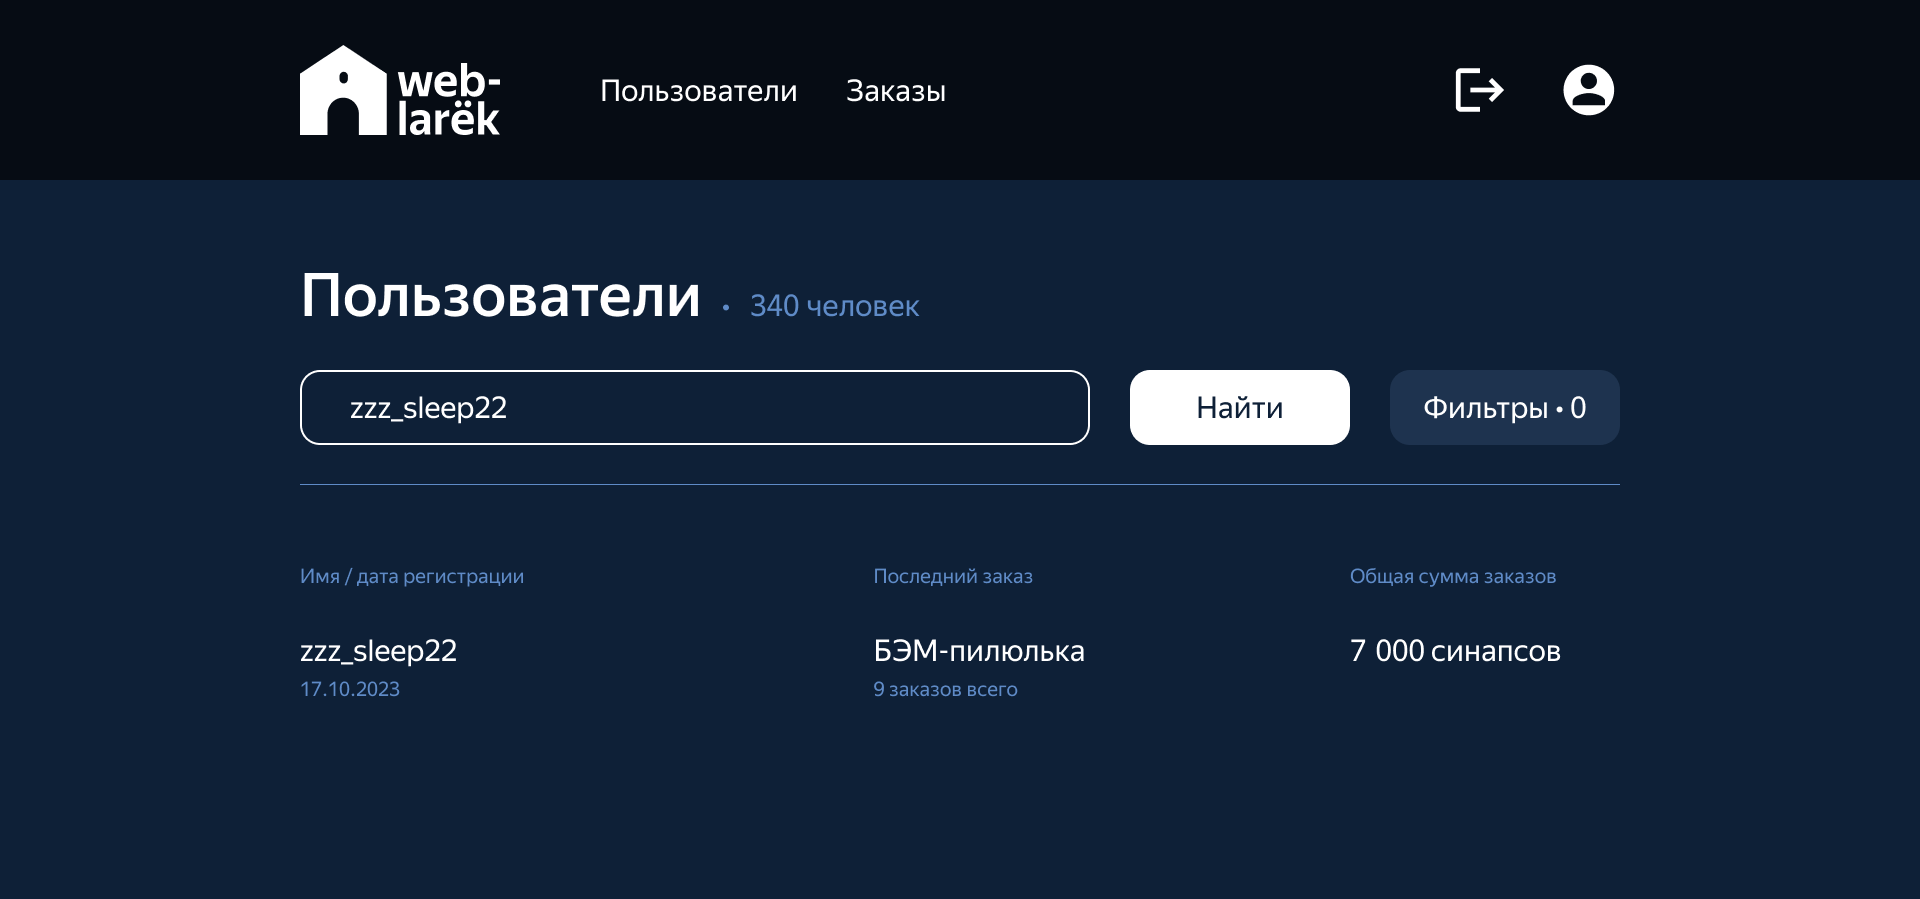 web-
larёk
Пользователи
Заказы
Пользователи • 340 человек
zzz_sleep22
Найти
Фильтры • 0
Имя / дата регистрации
Последний заказ
Общая сумма заказов
zzz_sleep22
БЭМ-пилюлька
7 000 синапсов
17.10.2023
9 заказов всего